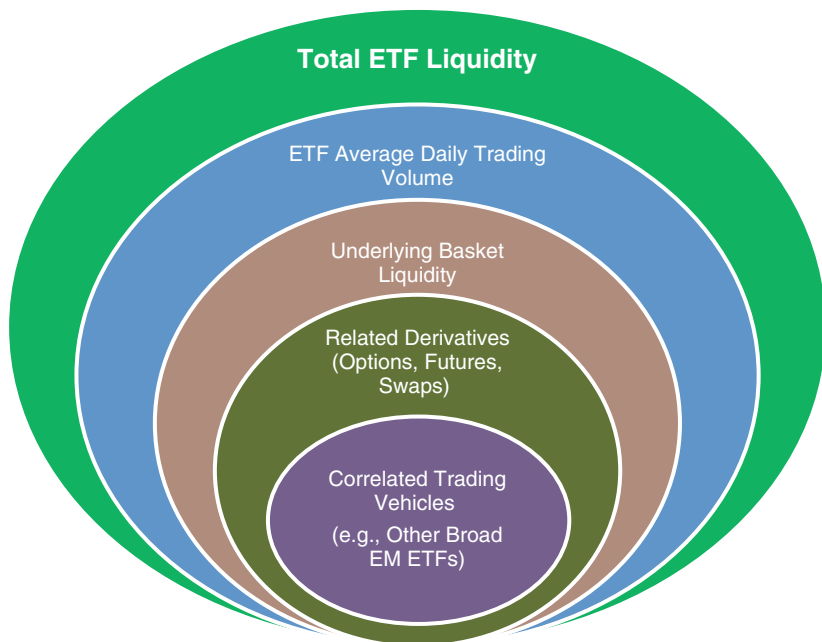 Total ETF Liquidity
ETF Average Daily Trading
Volume
Underlying Basket
Liquidity
Related Derivatives
(Options, Futures,
Swaps)
Correlated Trading
Vehicles
(e.g., Other Broad
EM ETFs)